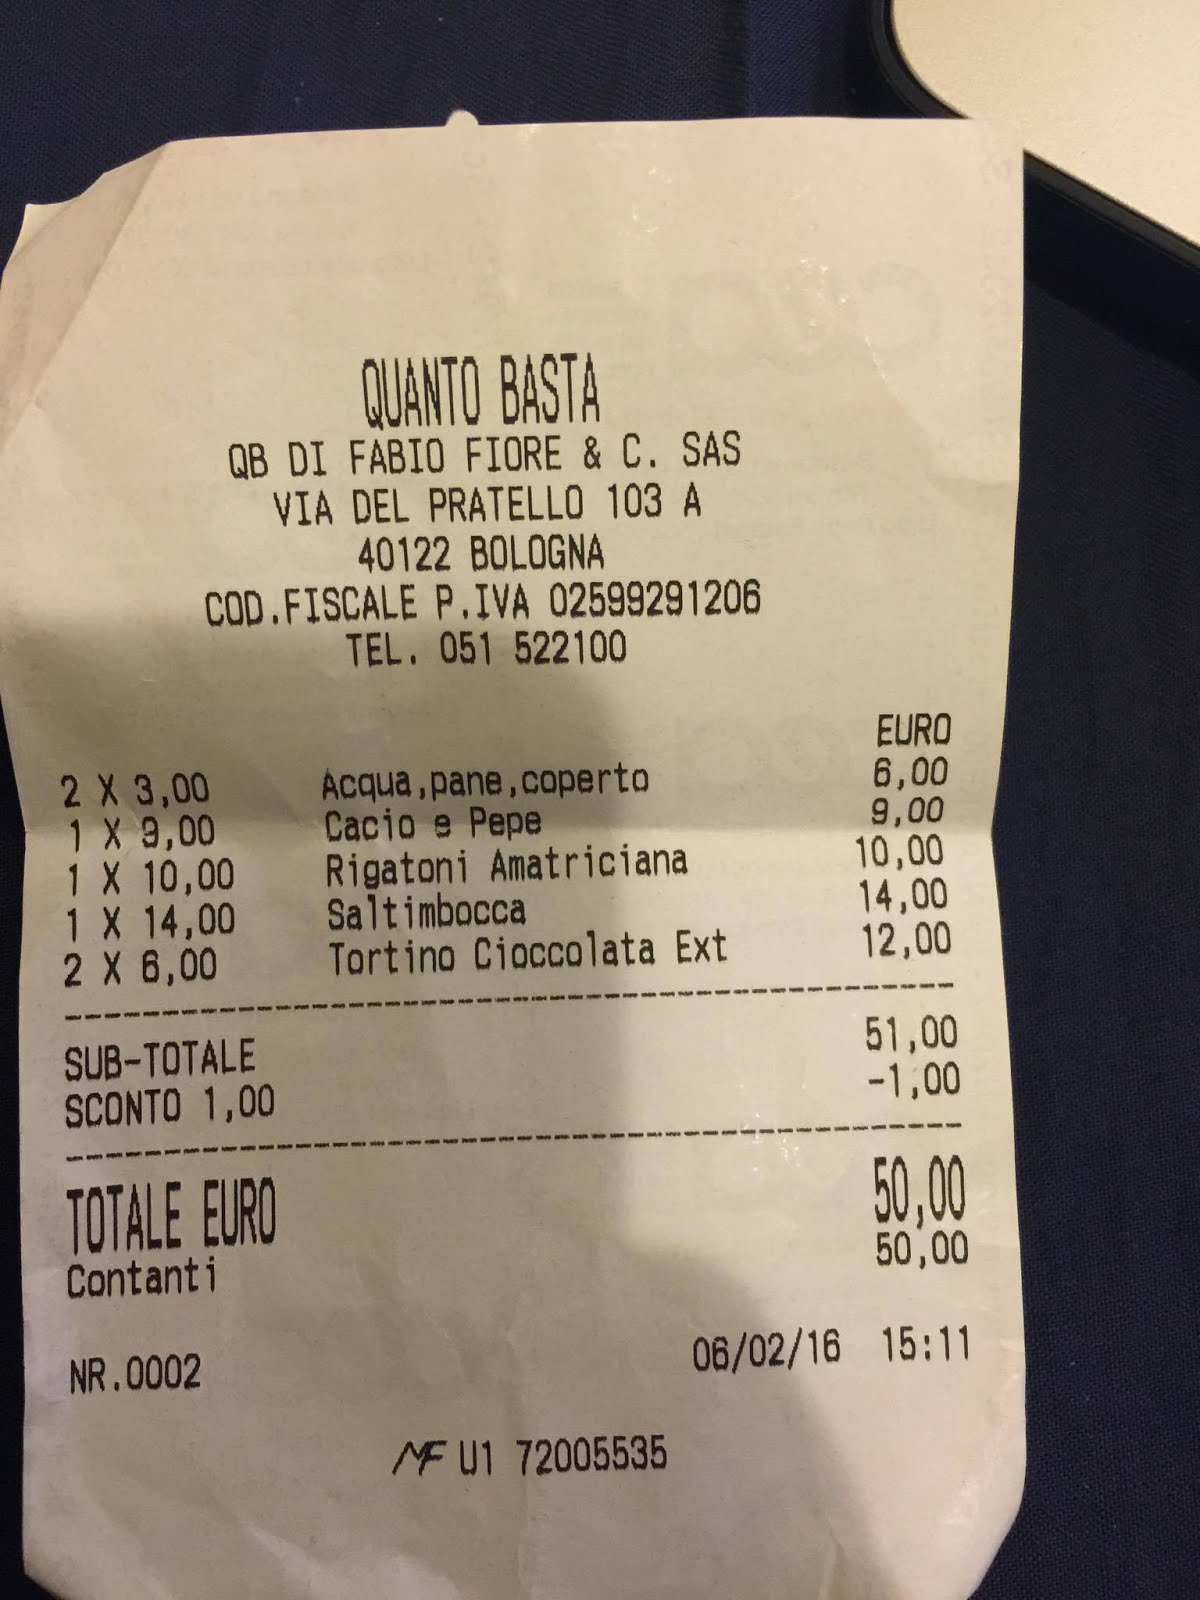 QUANTO BASTA
QB DI FABIO FIORE & C. SAS
VIA DEL PRATELLO 103 A
40122 BOLOGNA
COD.FISCALE P.IVA 02599291206
TEL. 051 522100
EURO
2 X 3,00 Acqua,pane,coperto 6,00
1 X 9,00 Cacio e Pepe 9,00
1 X 10,00 Rigatoni Amatriciana 10,00
1 X 14,00 Saltimbocca 14,00
2 X 6,00 Tortino Cioccolata Ext 12,00
SUB-TOTALE 51,00
SCONTO 1,00 -1,00
TOTALE EURO 50,00
Contanti 50,00
NR.0002 06/02/16 15:11
MF U1 72005535